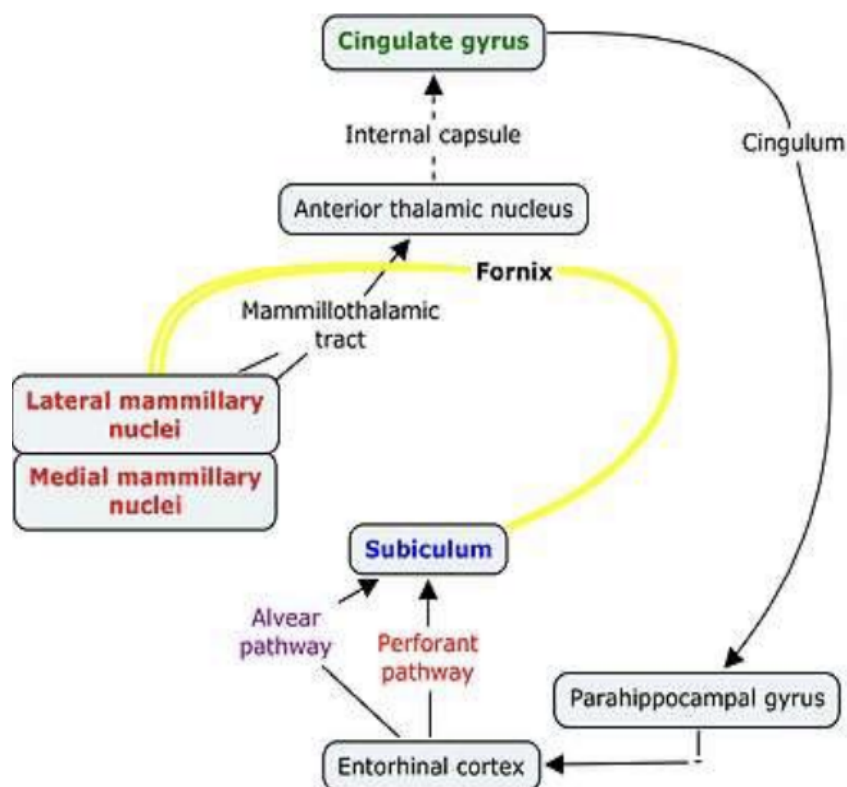 Cingulate gyrus
Internal capsule
Cingulum
Anterior thalamic nucleus
Fornix
Mammillothalamic
tract
Lateral mammillary
nuclei
Medial mammillary
nuclei
Subiculum
Alvear
pathway
Perforant
pathway
Parahippocampal gyrus
Entorhinal cortex